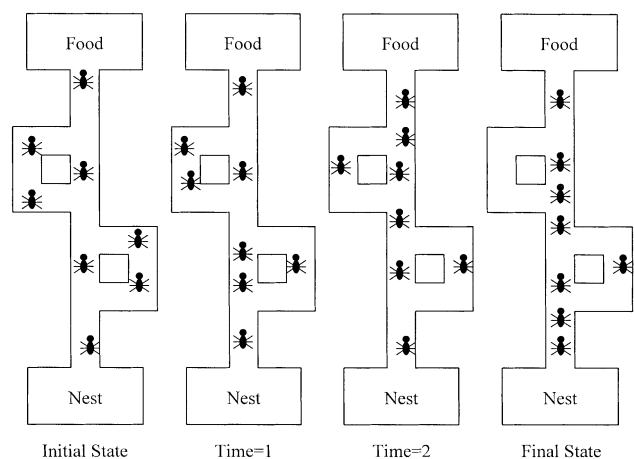 Food Food Food Food
Nest Nest Nest Nest
Initial State Time=1 Time=2 Final State